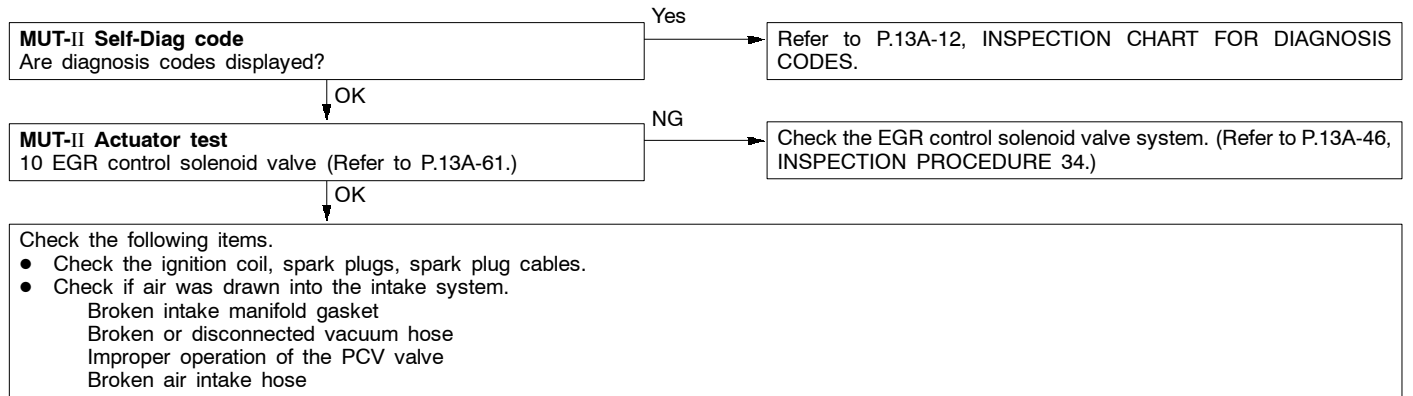 Yes
MUT-II Self-Diag code
Are diagnosis codes displayed?
Refer to P.13A-12, INSPECTION CHART FOR DIAGNOSIS
CODES.
OK
NG
MUT-II Actuator test
10 EGR control solenoid valve (Refer to P.13A-61.)
Check the EGR control solenoid valve system. (Refer to P.13A-46,
INSPECTION PROCEDURE 34.)
OK
Check the following items.
● Check the ignition coil, spark plugs, spark plug cables.
● Check if air was drawn into the intake system.
Broken intake manifold gasket
Broken or disconnected vacuum hose
Improper operation of the PCV valve
Broken air intake hose